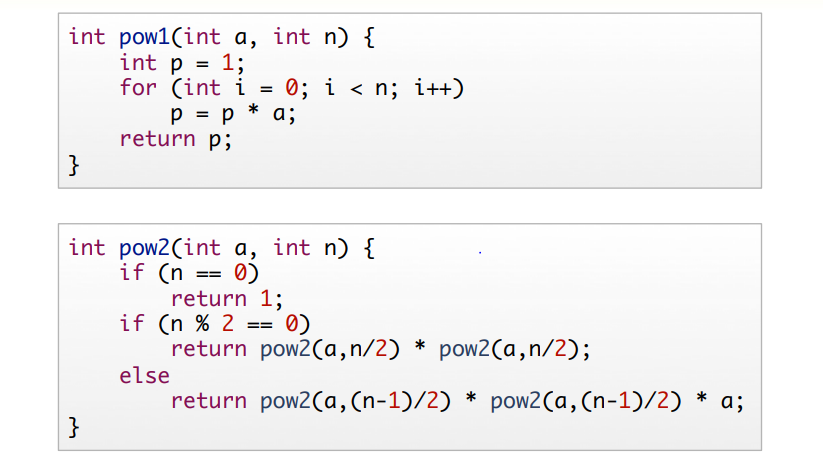 int pow1(int a, int n) {
    int p = 1;
    for (int i = 0; i < n; i++)
        p = p * a;
    return p;
}
int pow2(int a, int n) {
    if (n == 0)
        return 1;
    if (n % 2 == 0)
        return pow2(a,n/2) * pow2(a,n/2);
    else
        return pow2(a,(n-1)/2) * pow2(a,(n-1)/2) * a;
}